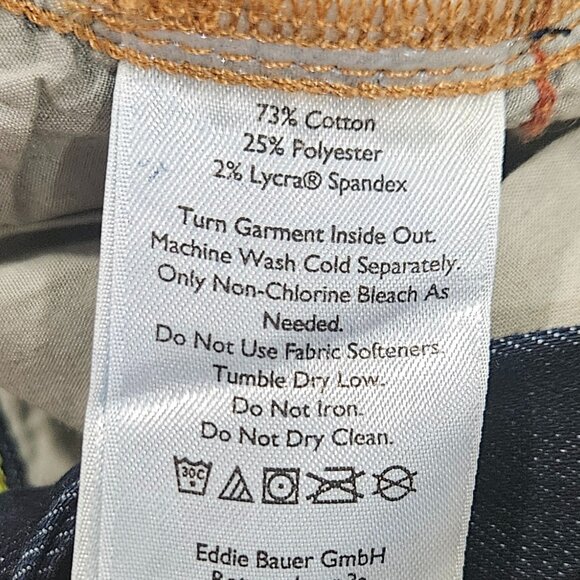 73% Cotton
25% Polyester
2% Lycra® Spandex
Turn Garment Inside Out.
Machine Wash Cold Separately.
Only Non-Chlorine Bleach As
Needed.
Do Not Use Fabric Softeners.
Tumble Dry Low.
Do Not Iron.
Do Not Dry Clean.
30C
Eddie Bauer GmbH